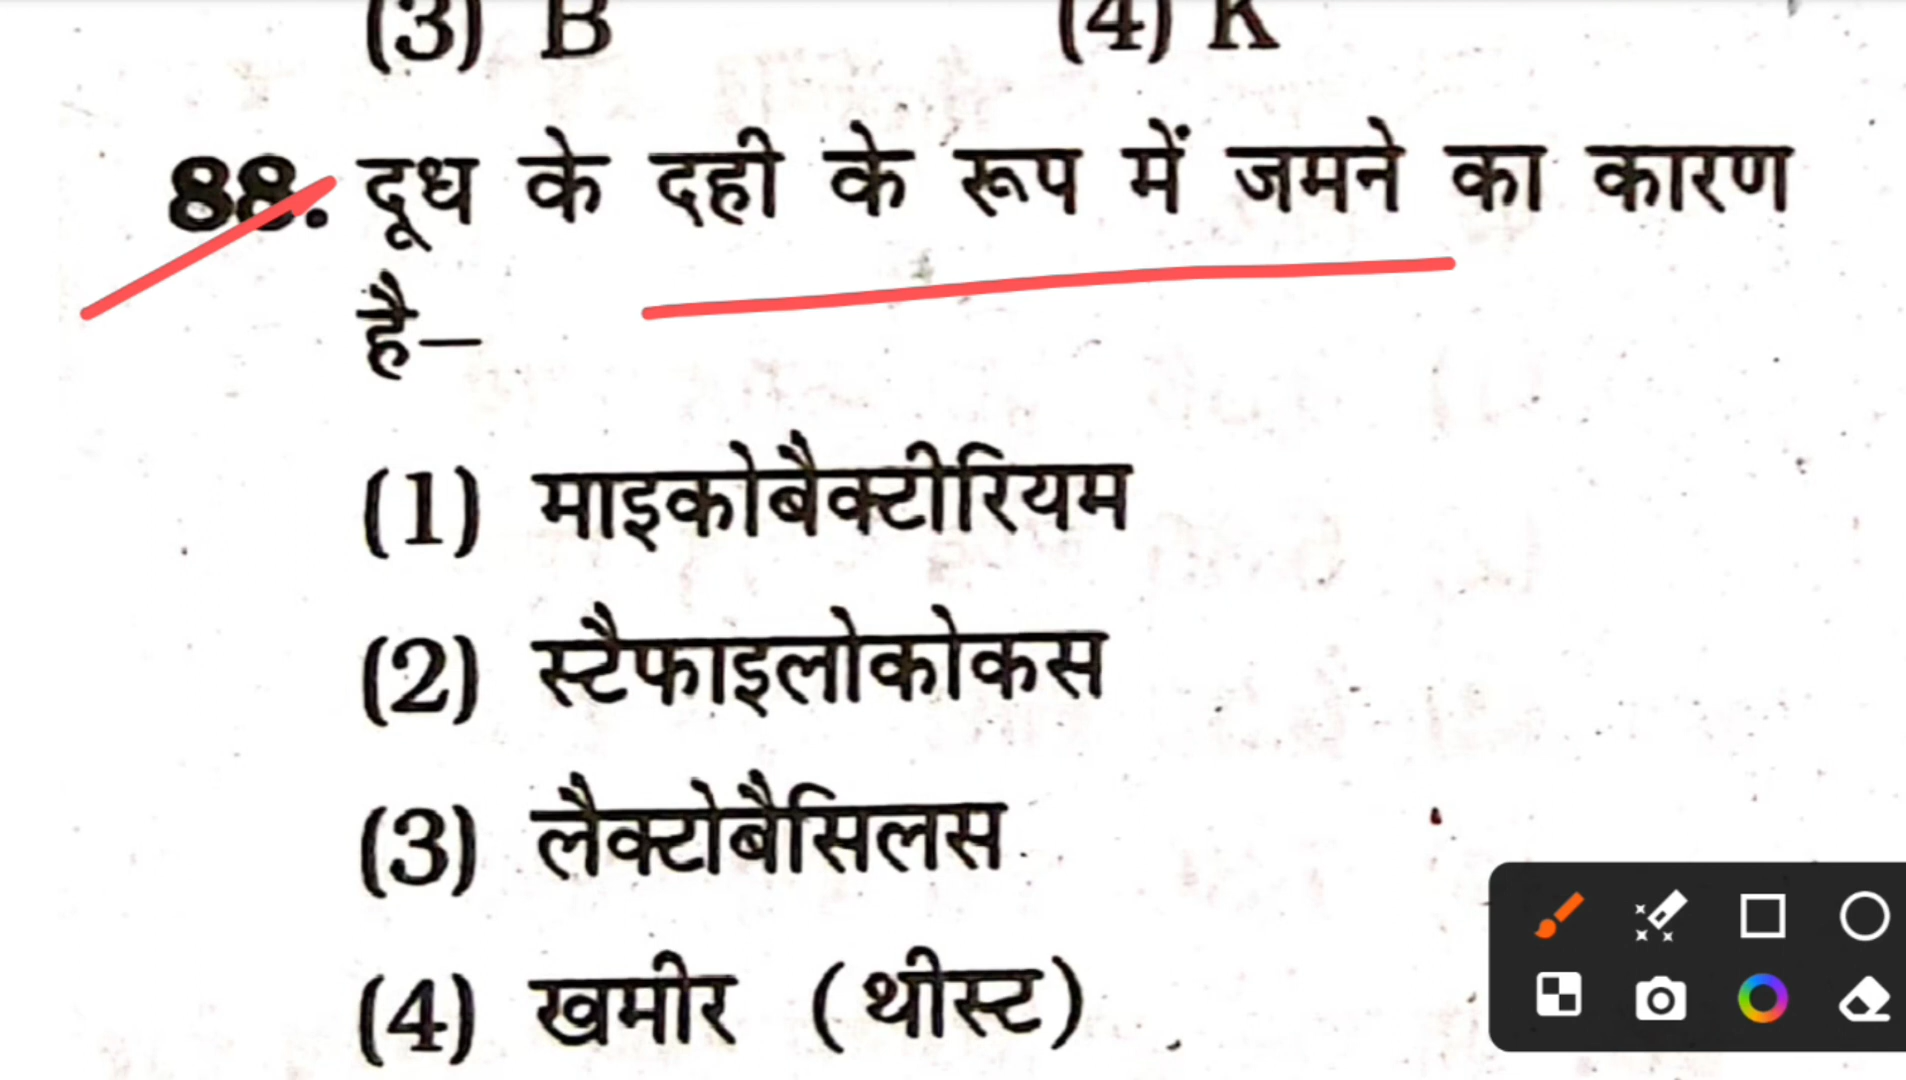 (3) B (4) K
88. दूध के दही के रूप में जमने का कारण
है–
(1) माइकोबैक्टीरियम
(2) स्टैफाइलोकोकस
(3) लैक्टोबैसिलस
(4) खमीर (थीस्ट)